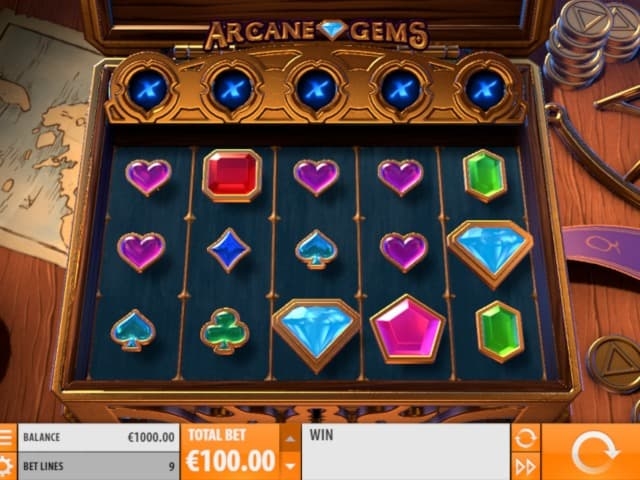 ARCANE GEMS
X X X X X
BALANCE €1000.00
BET LINES 9
TOTAL BET
€100.00
WIN